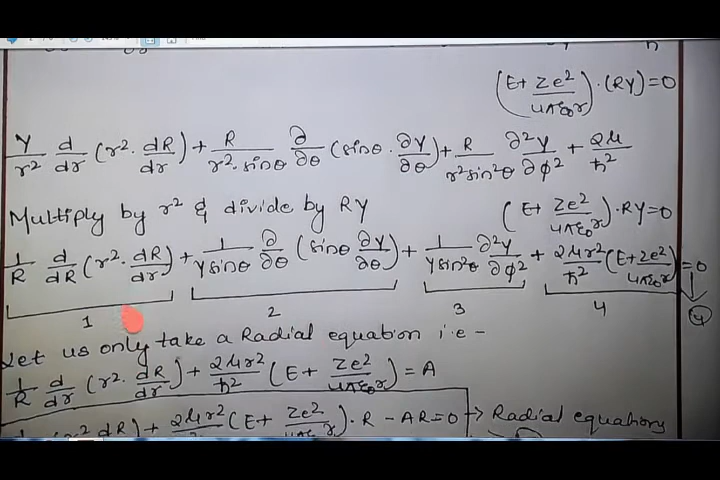 (E+ Ze²/4πε₀r)·(RY)=0
Y/r² d/dr (r²· dR/dr)+ R/r²·sinθ ∂/∂θ (sinθ· ∂Y/∂θ)+ R/r²sin²θ ∂²Y/∂φ² + 2μ/ħ²
(E+ Ze²/4πε₀r)·RY=0
Multiply by r² & divide by RY
1/R d/dR (r²· dR/dr)+ 1/Ysinθ ∂/∂θ (sinθ ∂Y/∂θ)+ 1/Ysin²θ ∂²Y/∂φ² + 2μr²/ħ² (E+Ze²/4πε₀r)=0
1 2 3 4 4
Let us only take a Radial equation i.e -
1/R d/dr (r²· dR/dr)+ 2μr²/ħ² (E+ Ze²/4πε₀r)=A
(r² dR)+ 2μr² (E+ Ze²/4πε₀r)·R - AR=0 → Radial equation